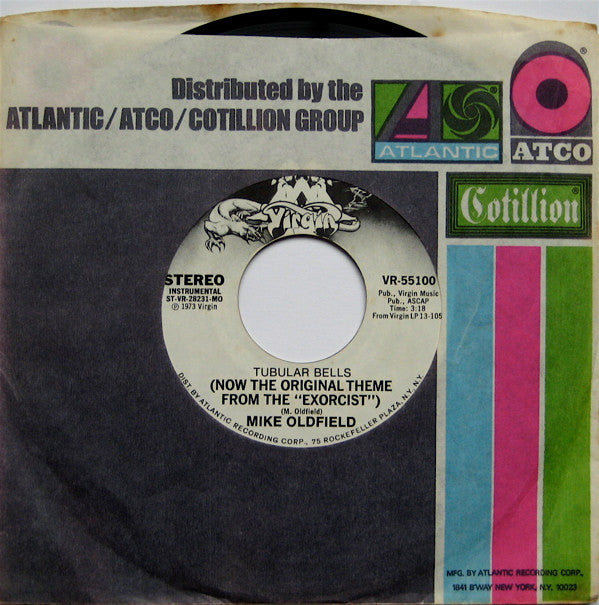 Distributed by the
ATLANTIC/ATCO/COTILLION GROUP
ATLANTIC
®
ATCO
Cotillion®
Virgin
STEREO
INSTRUMENTAL
ST-VR-28231-MO
℗ 1973 Virgin
VR-55100
Pub., Virgin Music
Pub., ASCAP
Time: 3:18
From Virgin LP 13-105
TUBULAR BELLS
(NOW THE ORIGINAL THEME
FROM THE "EXORCIST")
(M. Oldfield)
MIKE OLDFIELD
DIST. BY ATLANTIC RECORDING CORP., 75 ROCKEFELLER PLAZA, N.Y., N.Y.
MFG. BY ATLANTIC RECORDING CORP.,
1841 B'WAY NEW YORK, N.Y. 10023